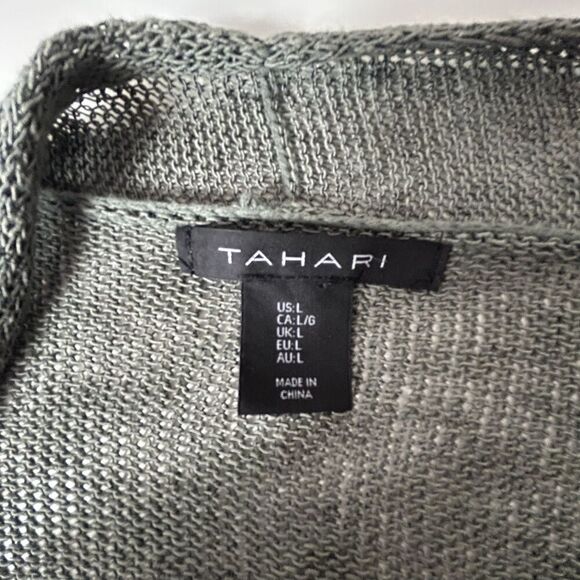 TAHARI
US:L
CA:L/G
UK:L
EU:L
AU:L
MADE IN
CHINA